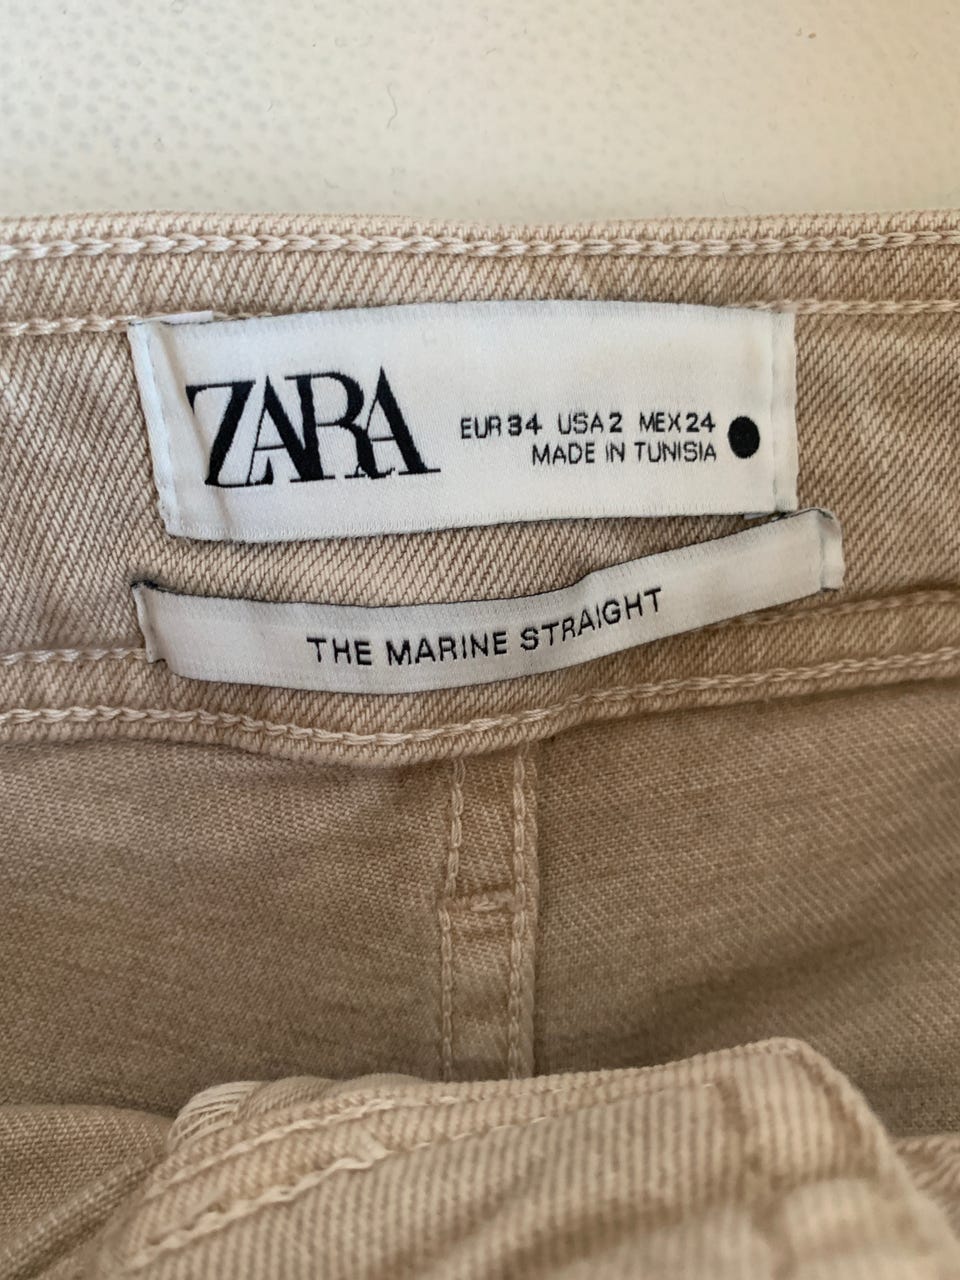 ZARA
EUR 34 USA 2 MEX 24
MADE IN TUNISIA
THE MARINE STRAIGHT